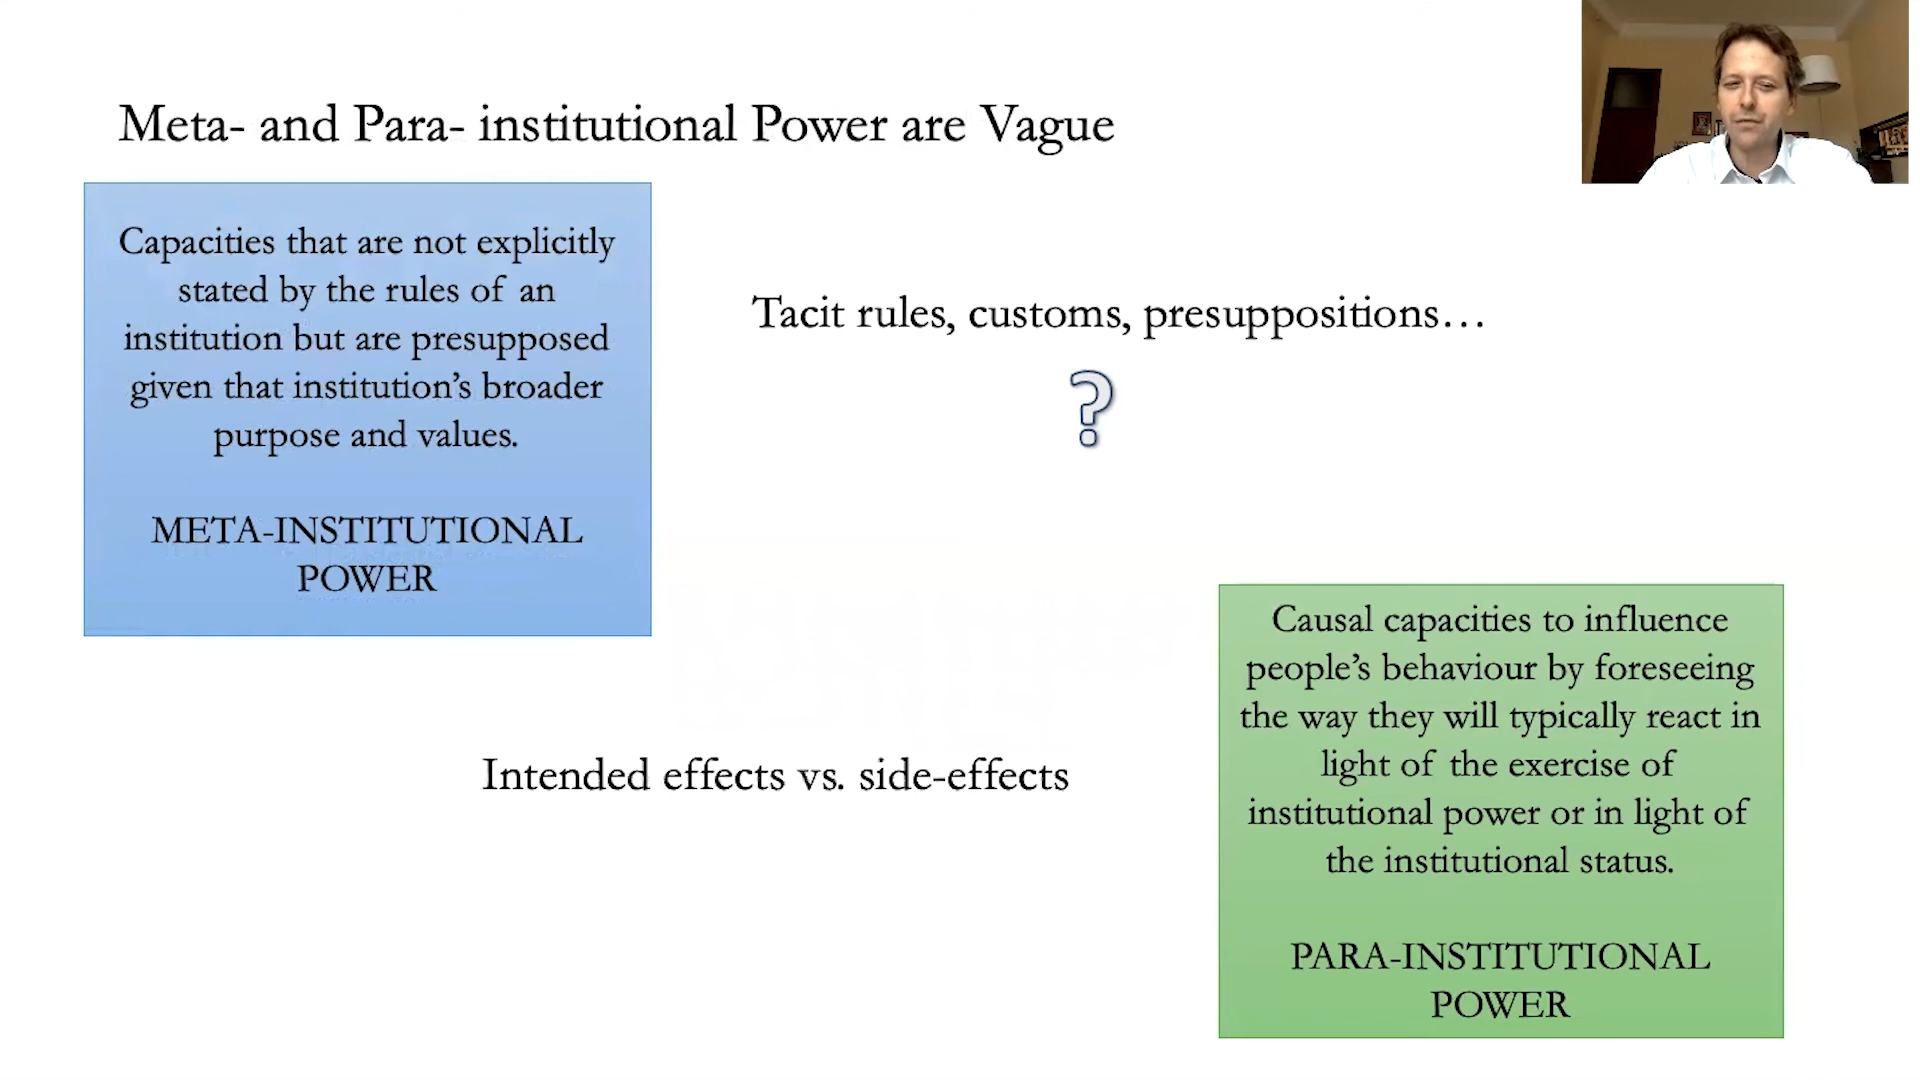 Meta- and Para- institutional Power are Vague
Capacities that are not explicitly
stated by the rules of an
institution but are presupposed
given that institution’s broader
purpose and values.
META-INSTITUTIONAL
POWER
Tacit rules, customs, presuppositions…
?
Intended effects vs. side-effects
Causal capacities to influence
people’s behaviour by foreseeing
the way they will typically react in
light of the exercise of
institutional power or in light of
the institutional status.
PARA-INSTITUTIONAL
POWER